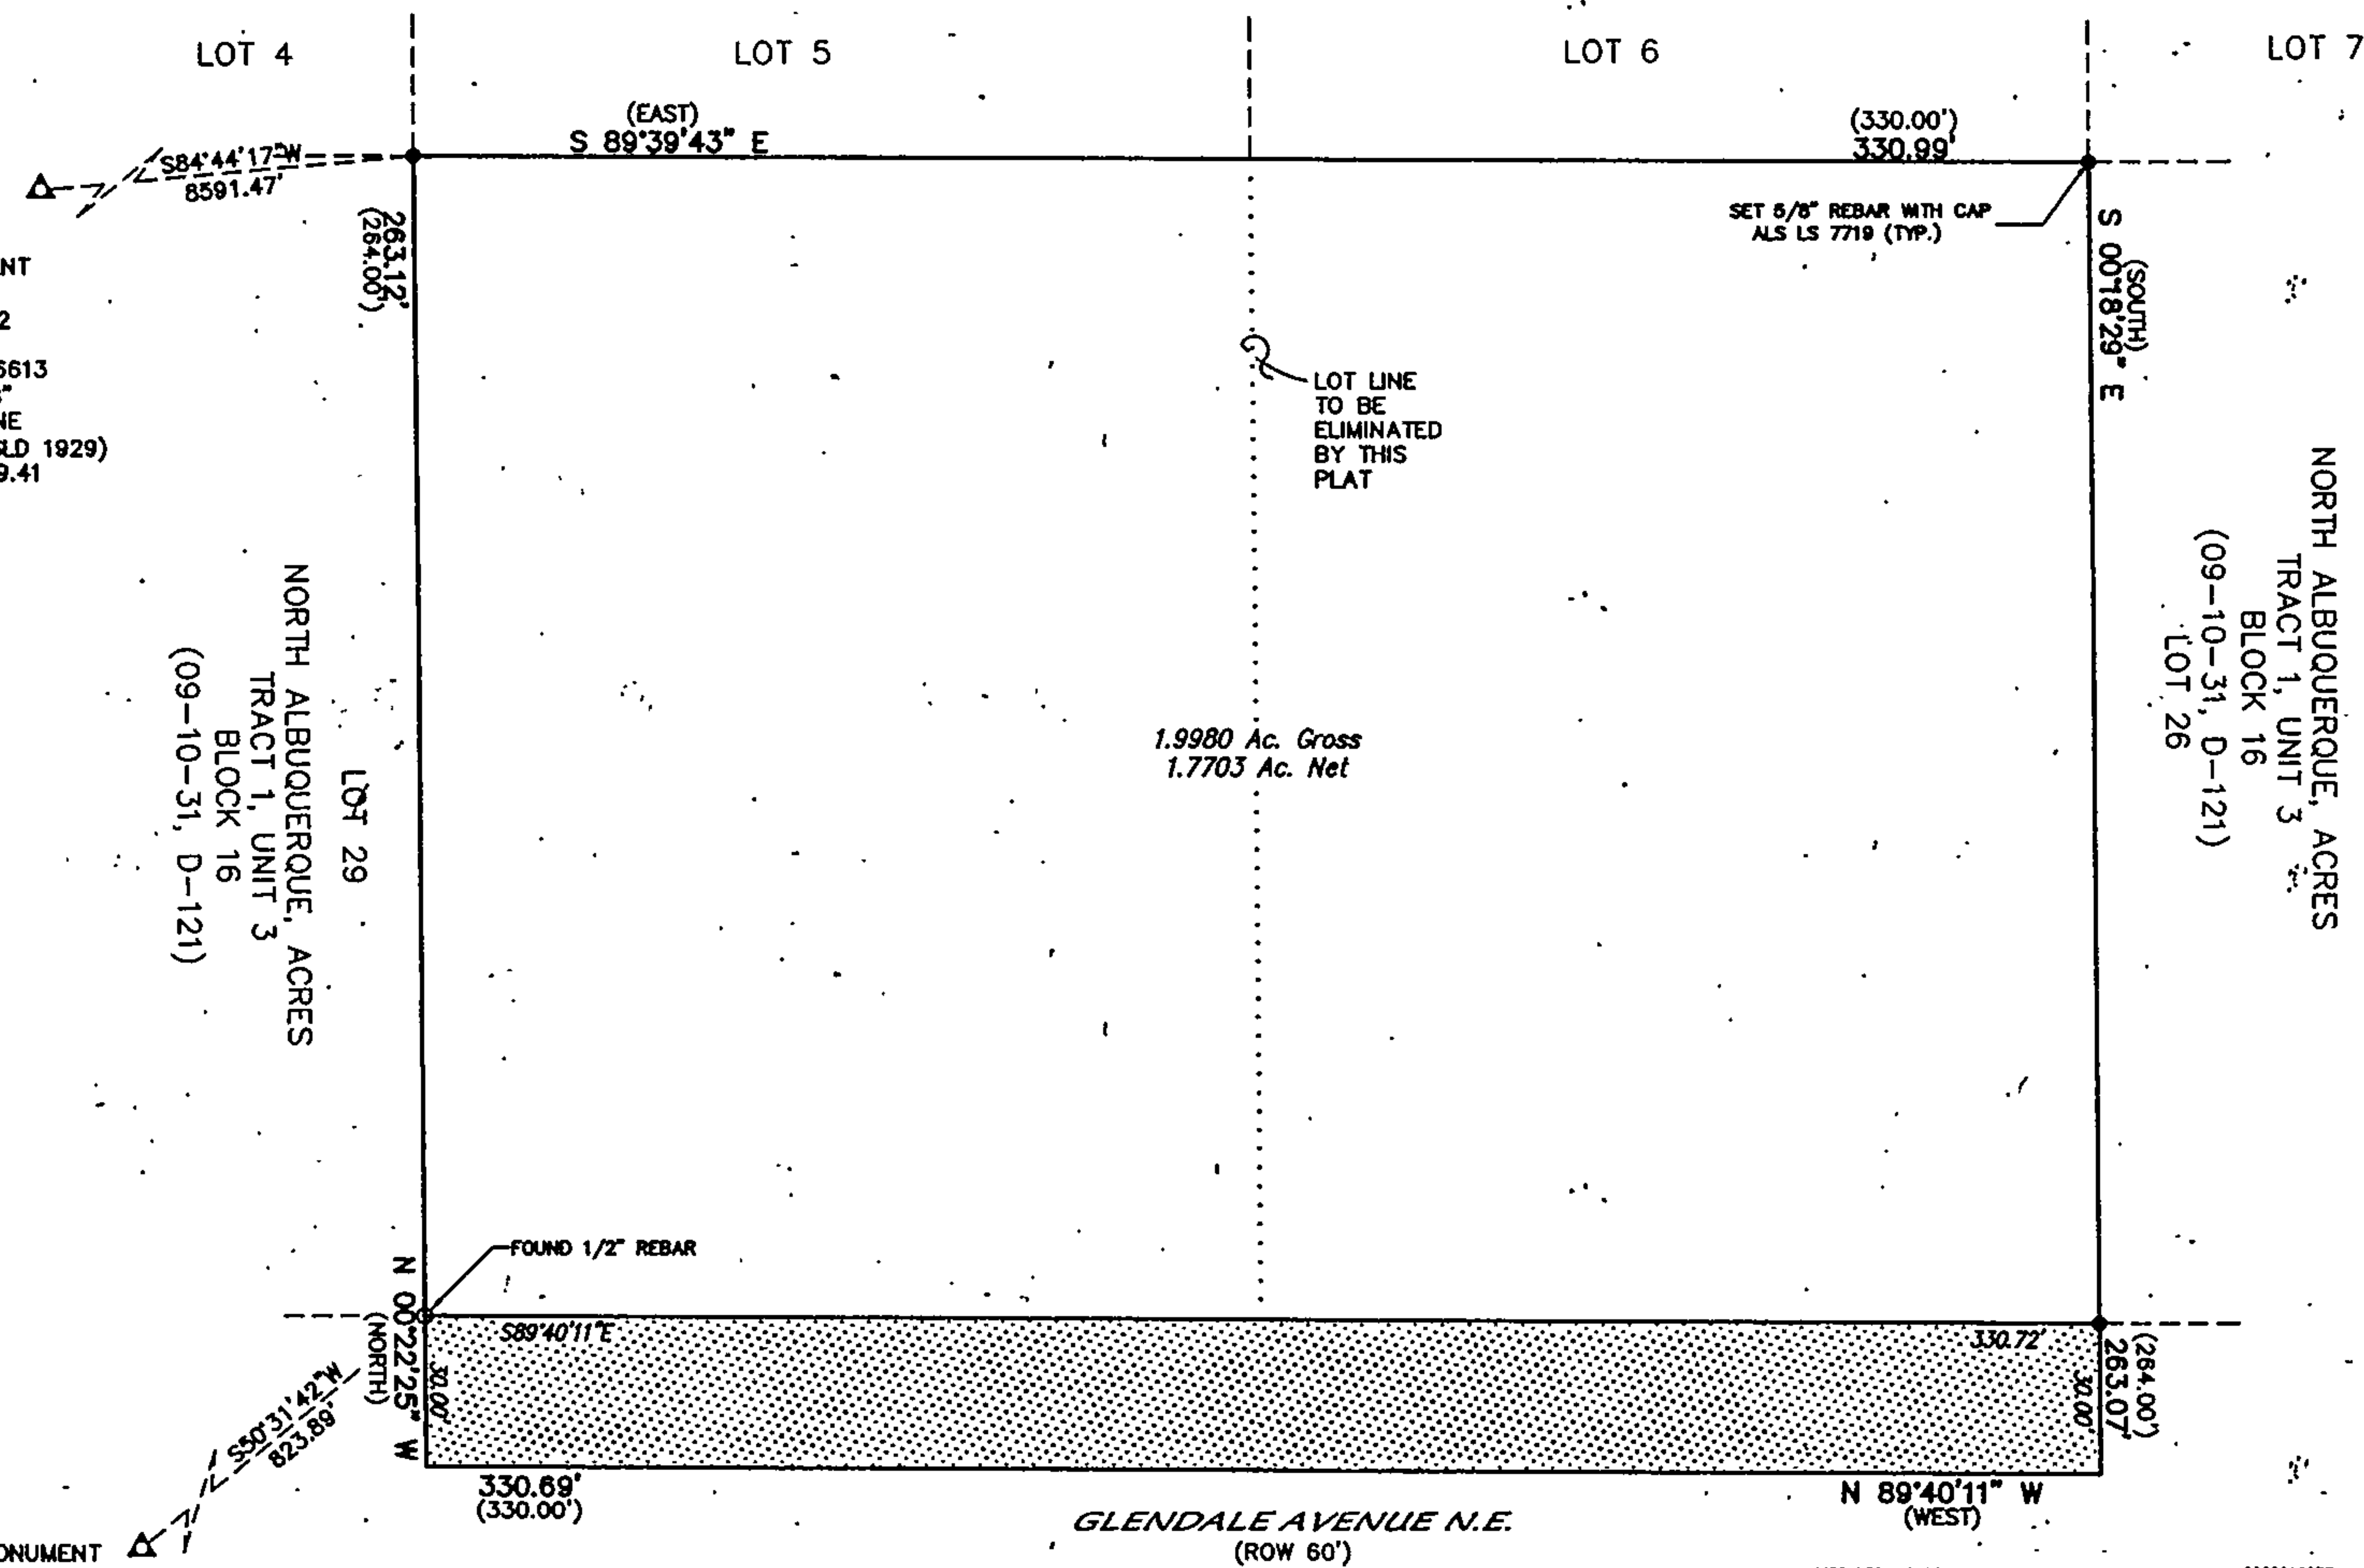 LOT 4
LOT 5
LOT 6
LOT 7
(EAST)
S 89°39'43" E
(330.00')
330.99'
S84°44'17"W
8591.47'
263.12'
(264.00')
SET 5/8" REBAR WITH CAP
ALS LS 7719 (TYP.)
(SOUTH)
S 00°18'29" E
NT
2
6613
"
NE
SLD 1929)
9.41
LOT LINE
TO BE
ELIMINATED
BY THIS
PLAT
NORTH ALBUQUERQUE, ACRES
TRACT 1, UNIT 3
BLOCK 16
(09-10-31, D-121)
LOT 26
LOT 29
NORTH ALBUQUERQUE, ACRES
TRACT 1, UNIT 3
BLOCK 16
(09-10-31, D-121)
1.9980 Ac. Gross
1.7703 Ac. Net
FOUND 1/2" REBAR
N 00°22'25" W
(NORTH)
S89°40'11"E
330.72'
30.00'
30.00'
(264.00')
263.07'
S50°31'42"W
823.89'
330.69'
(330.00')
N 89°40'11" W
(WEST)
GLENDALE AVENUE N.E.
(ROW 60')
ONUMENT